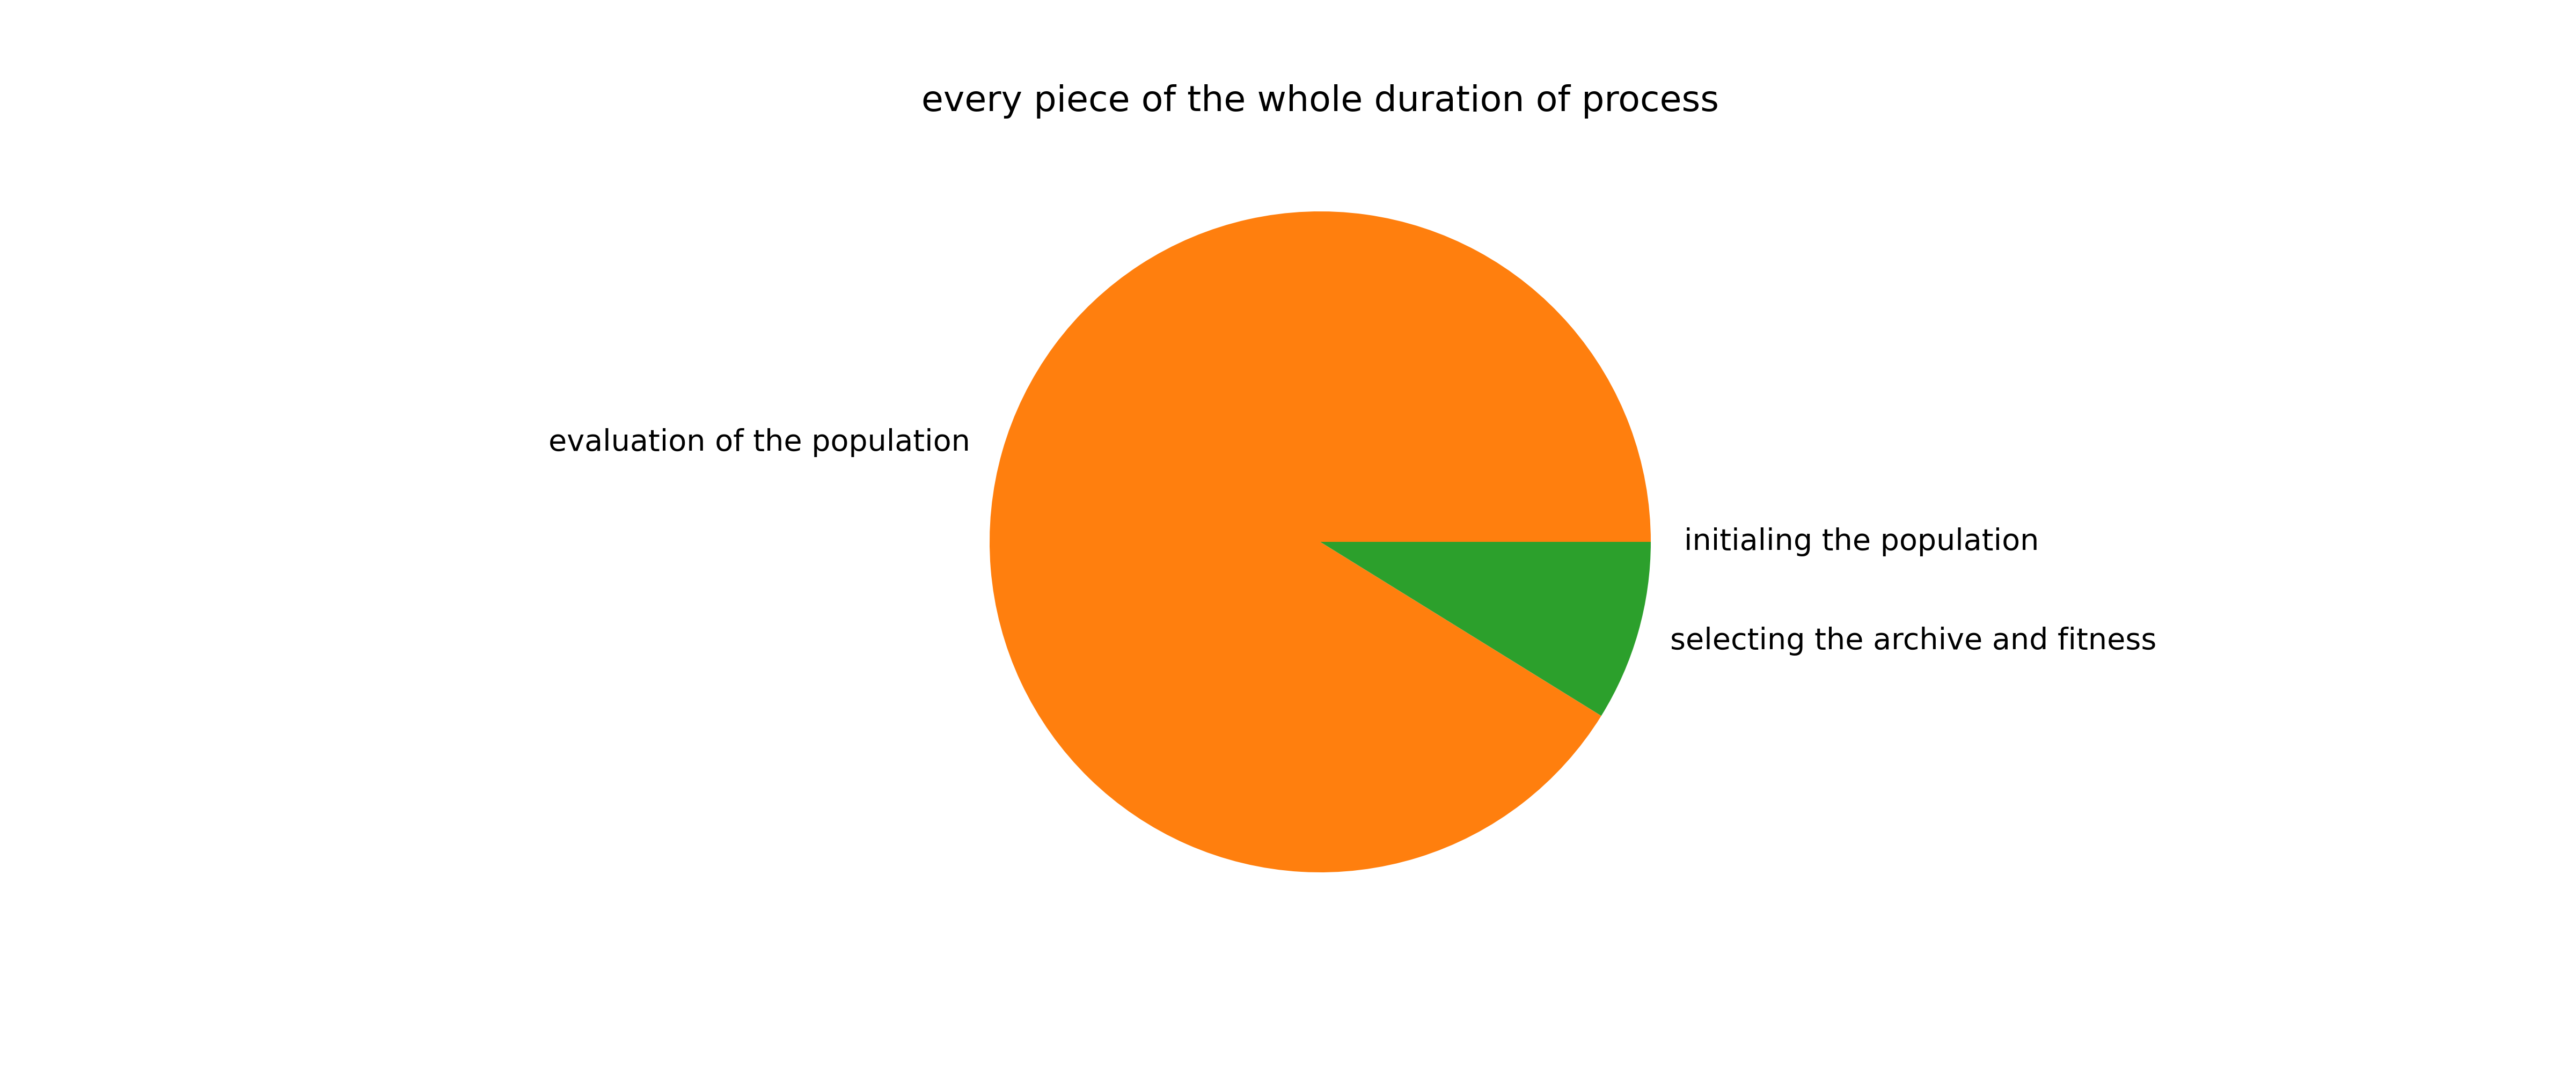 every piece of the whole duration of process
evaluation of the population
initialing the population
selecting the archive and fitness